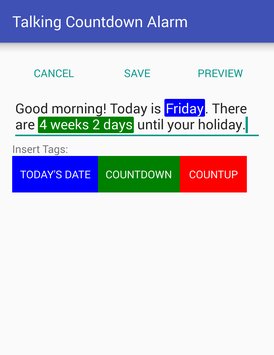 Talking Countdown Alarm
CANCEL SAVE PREVIEW
Good morning! Today is Friday. There
are 4 weeks 2 days until your holiday.
Insert Tags:
TODAY'S DATE COUNTDOWN COUNTUP